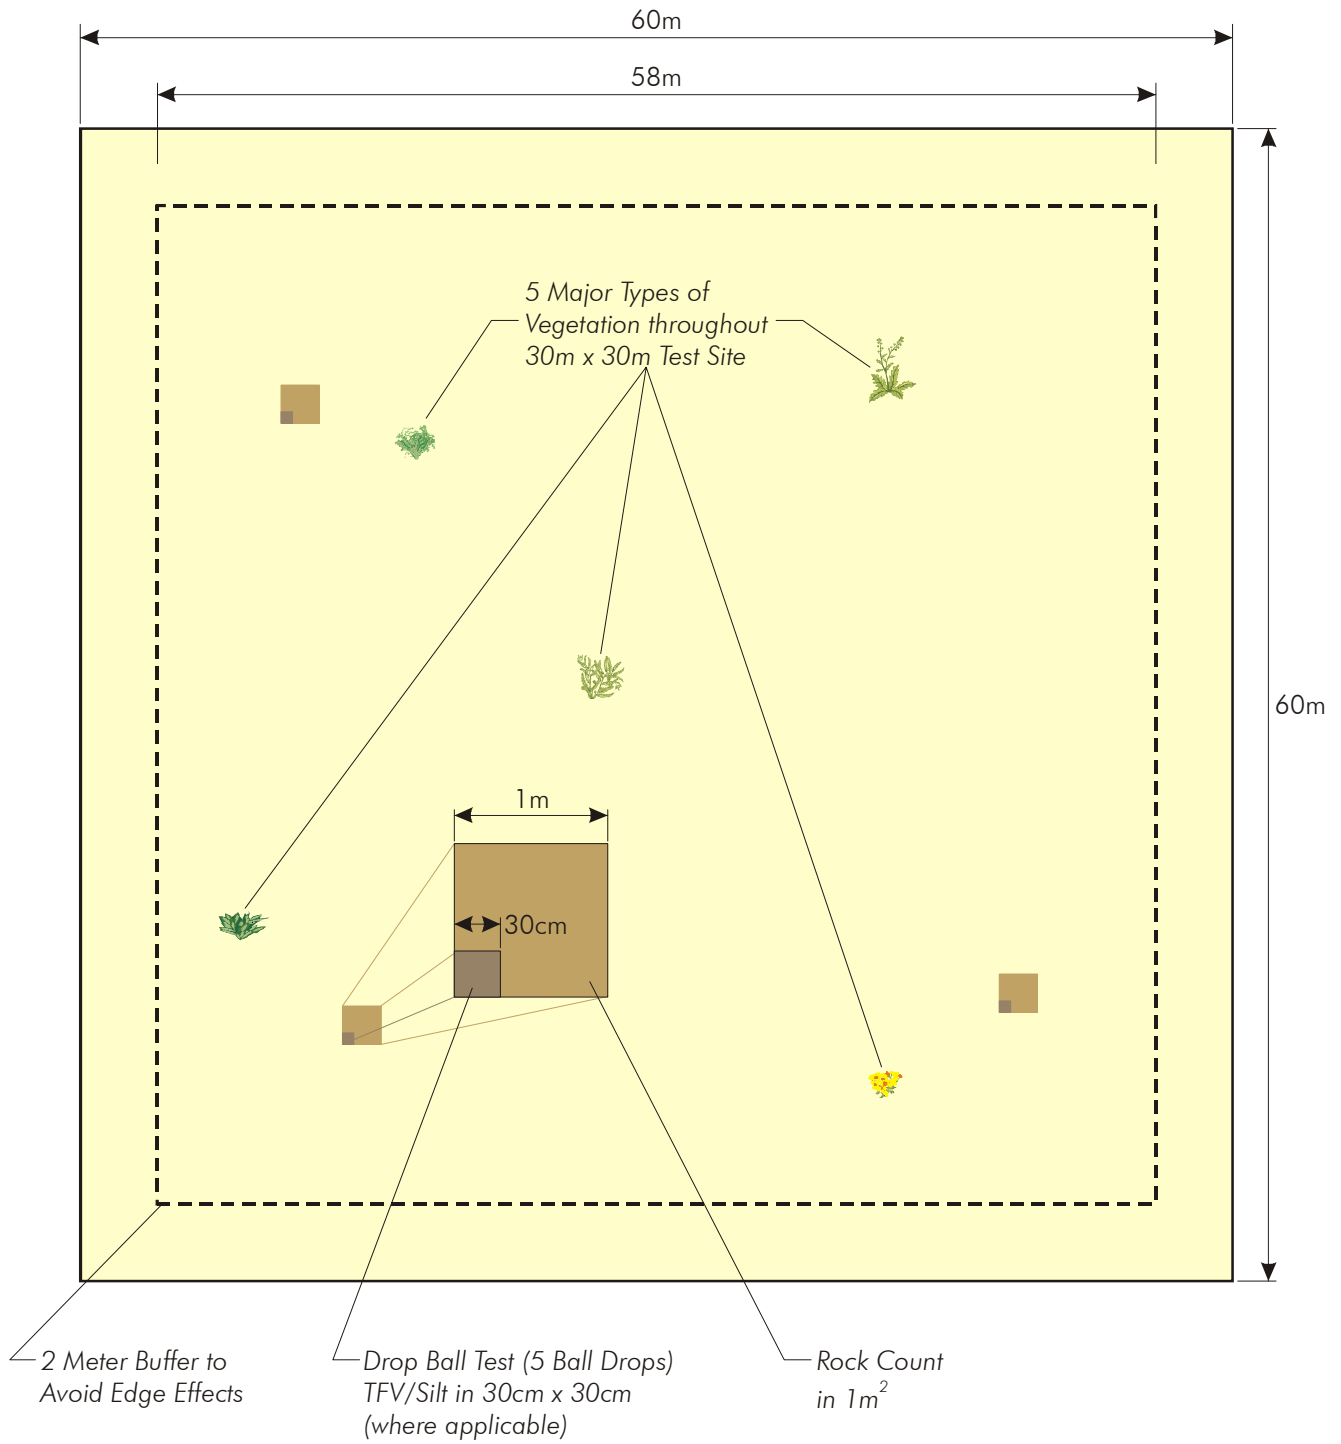 60m
58m
5 Major Types of
Vegetation throughout
30m x 30m Test Site
60m
1m
30cm
2 Meter Buffer to
Avoid Edge Effects
Drop Ball Test (5 Ball Drops)
TFV/Silt in 30cm x 30cm
(where applicable)
Rock Count
in 1m²